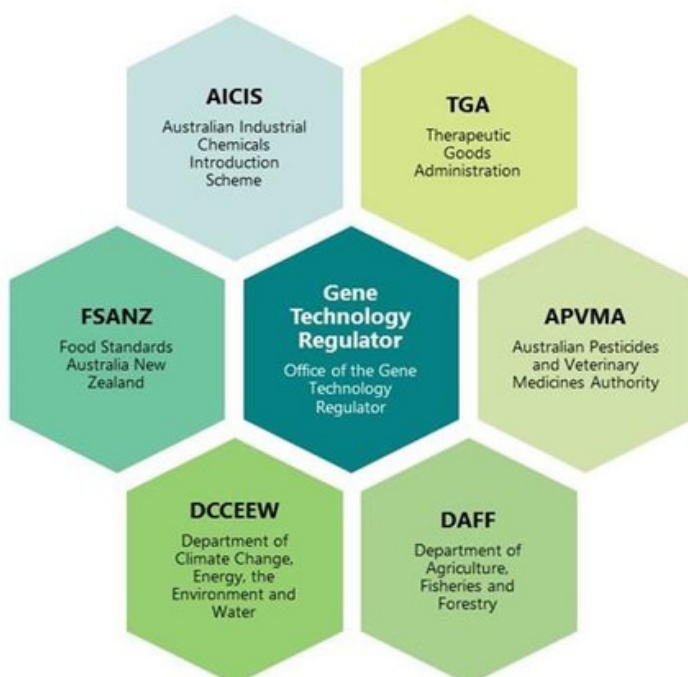 AICIS
Australian Industrial
Chemicals
Introduction
Scheme
TGA
Therapeutic
Goods
Administration
FSANZ
Food Standards
Australia New
Zealand
Gene
Technology
Regulator
Office of the Gene
Technology
Regulator
APVMA
Australian Pesticides
and Veterinary
Medicines Authority
DCCEEW
Department of
Climate Change,
Energy, the
Environment and
Water
DAFF
Department of
Agriculture,
Fisheries and
Forestry